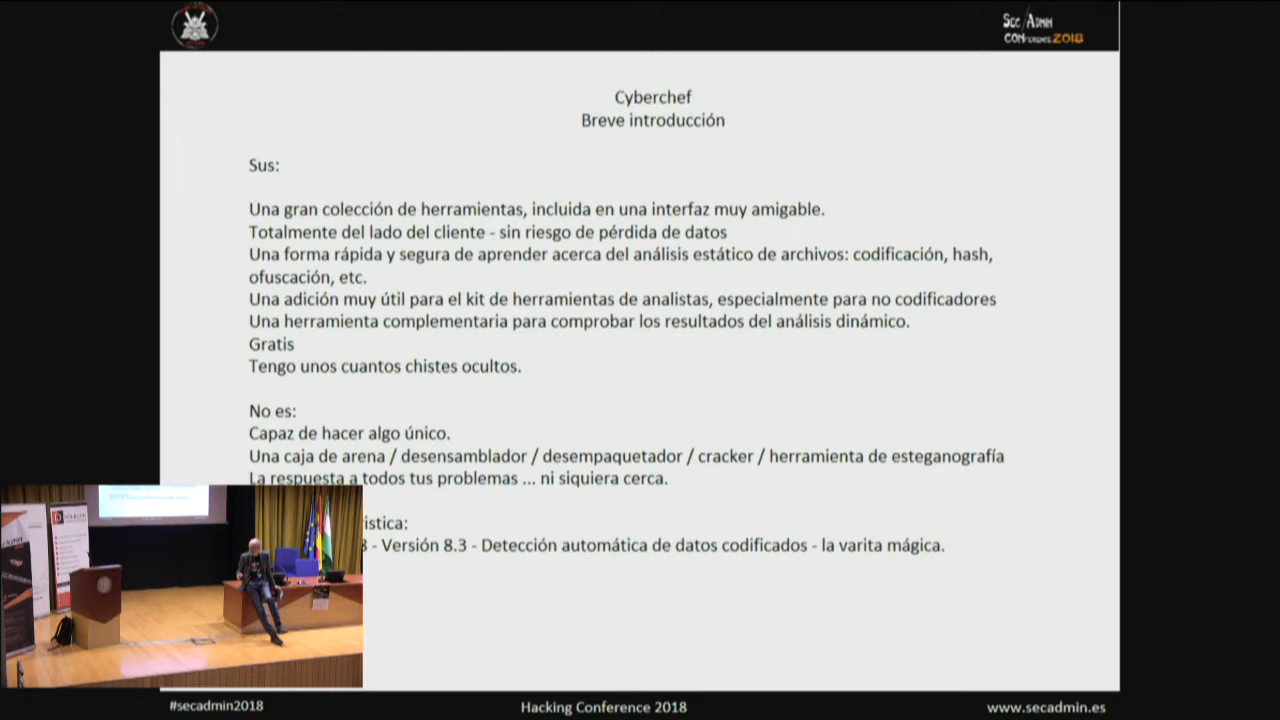 Sec/Admin
CONFERENCE 2018
Cyberchef
Breve introducción
Sus:
Una gran colección de herramientas, incluida en una interfaz muy amigable.
Totalmente del lado del cliente - sin riesgo de pérdida de datos
Una forma rápida y segura de aprender acerca del análisis estático de archivos: codificación, hash,
ofuscación, etc.
Una adición muy útil para el kit de herramientas de analistas, especialmente para no codificadores
Una herramienta complementaria para comprobar los resultados del análisis dinámico.
Gratis
Tengo unos cuantos chistes ocultos.
No es:
Capaz de hacer algo único.
Una caja de arena / desensamblador / desempaquetador / cracker / herramienta de esteganografía
La respuesta a todos tus problemas ... ni siquiera cerca.
ística:
8 - Versión 8.3 - Detección automática de datos codificados - la varita mágica.
#secadmin2018
Hacking Conference 2018
www.secadmin.es